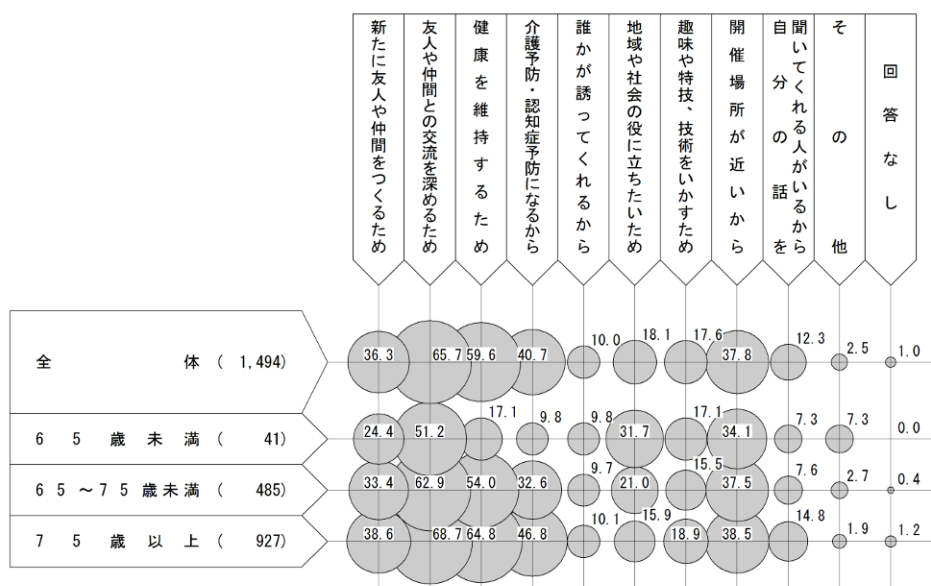 新たに友人や仲間をつくるため
友人や仲間との交流を深めるため
健康を維持するため
介護予防・認知症予防になるから
誰かが誘ってくれるから
地域や社会の役に立ちたいため
趣味や特技、技術をいかすため
開催場所が近いから
自分の話を
聞いてくれる人がいるから
その他
回答なし
全体(1,494) 36.3 65.7 59.6 40.7 10.0 18.1 17.6 37.8 12.3 2.5 1.0
65歳未満(41) 24.4 51.2 17.1 9.8 9.8 31.7 17.1 34.1 7.3 7.3 0.0
65~75歳未満(485) 33.4 62.9 54.0 32.6 9.7 21.0 15.5 37.5 7.6 2.7 0.4
75歳以上(927) 38.6 68.7 64.8 46.8 10.1 15.9 18.9 38.5 14.8 1.9 1.2